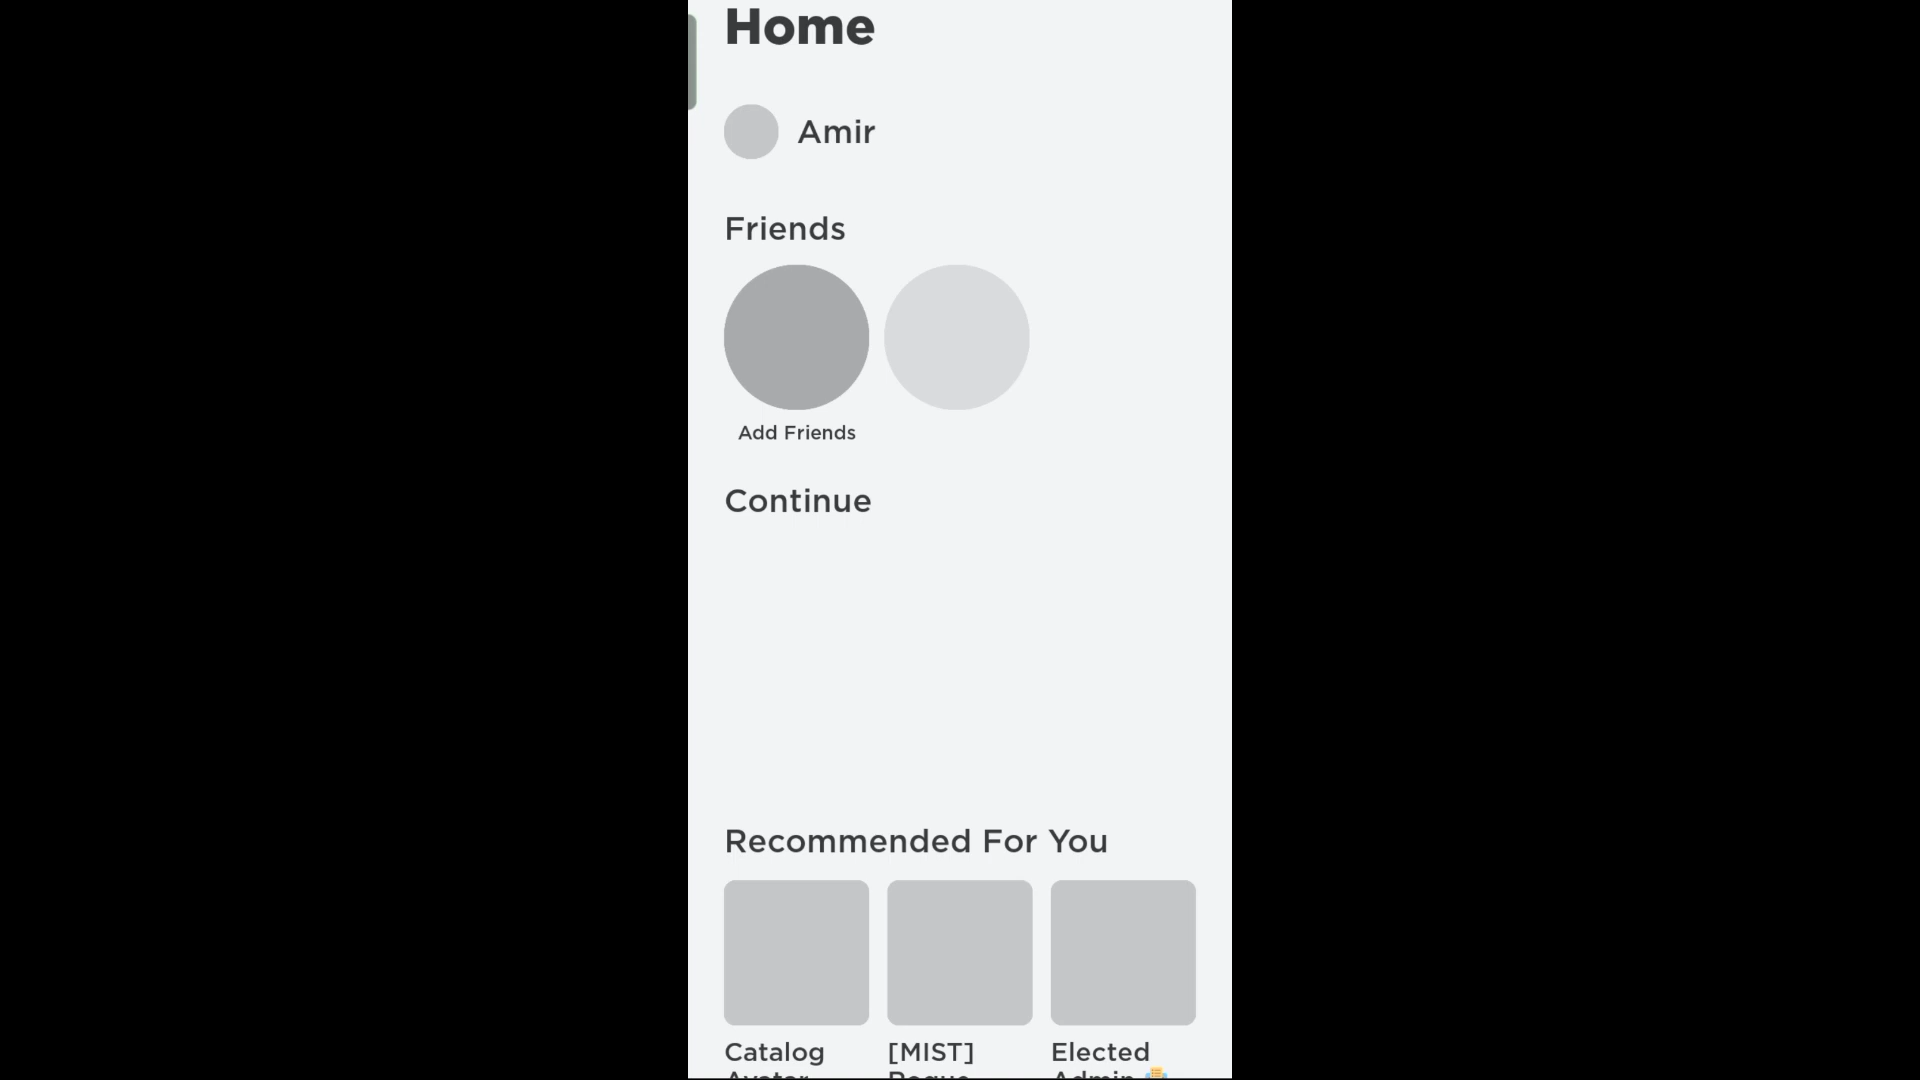 Home
Amir
Friends
Add Friends
Continue
Recommended For You
Catalog
[MIST]
Elected
Avatar
Rogue
Admin